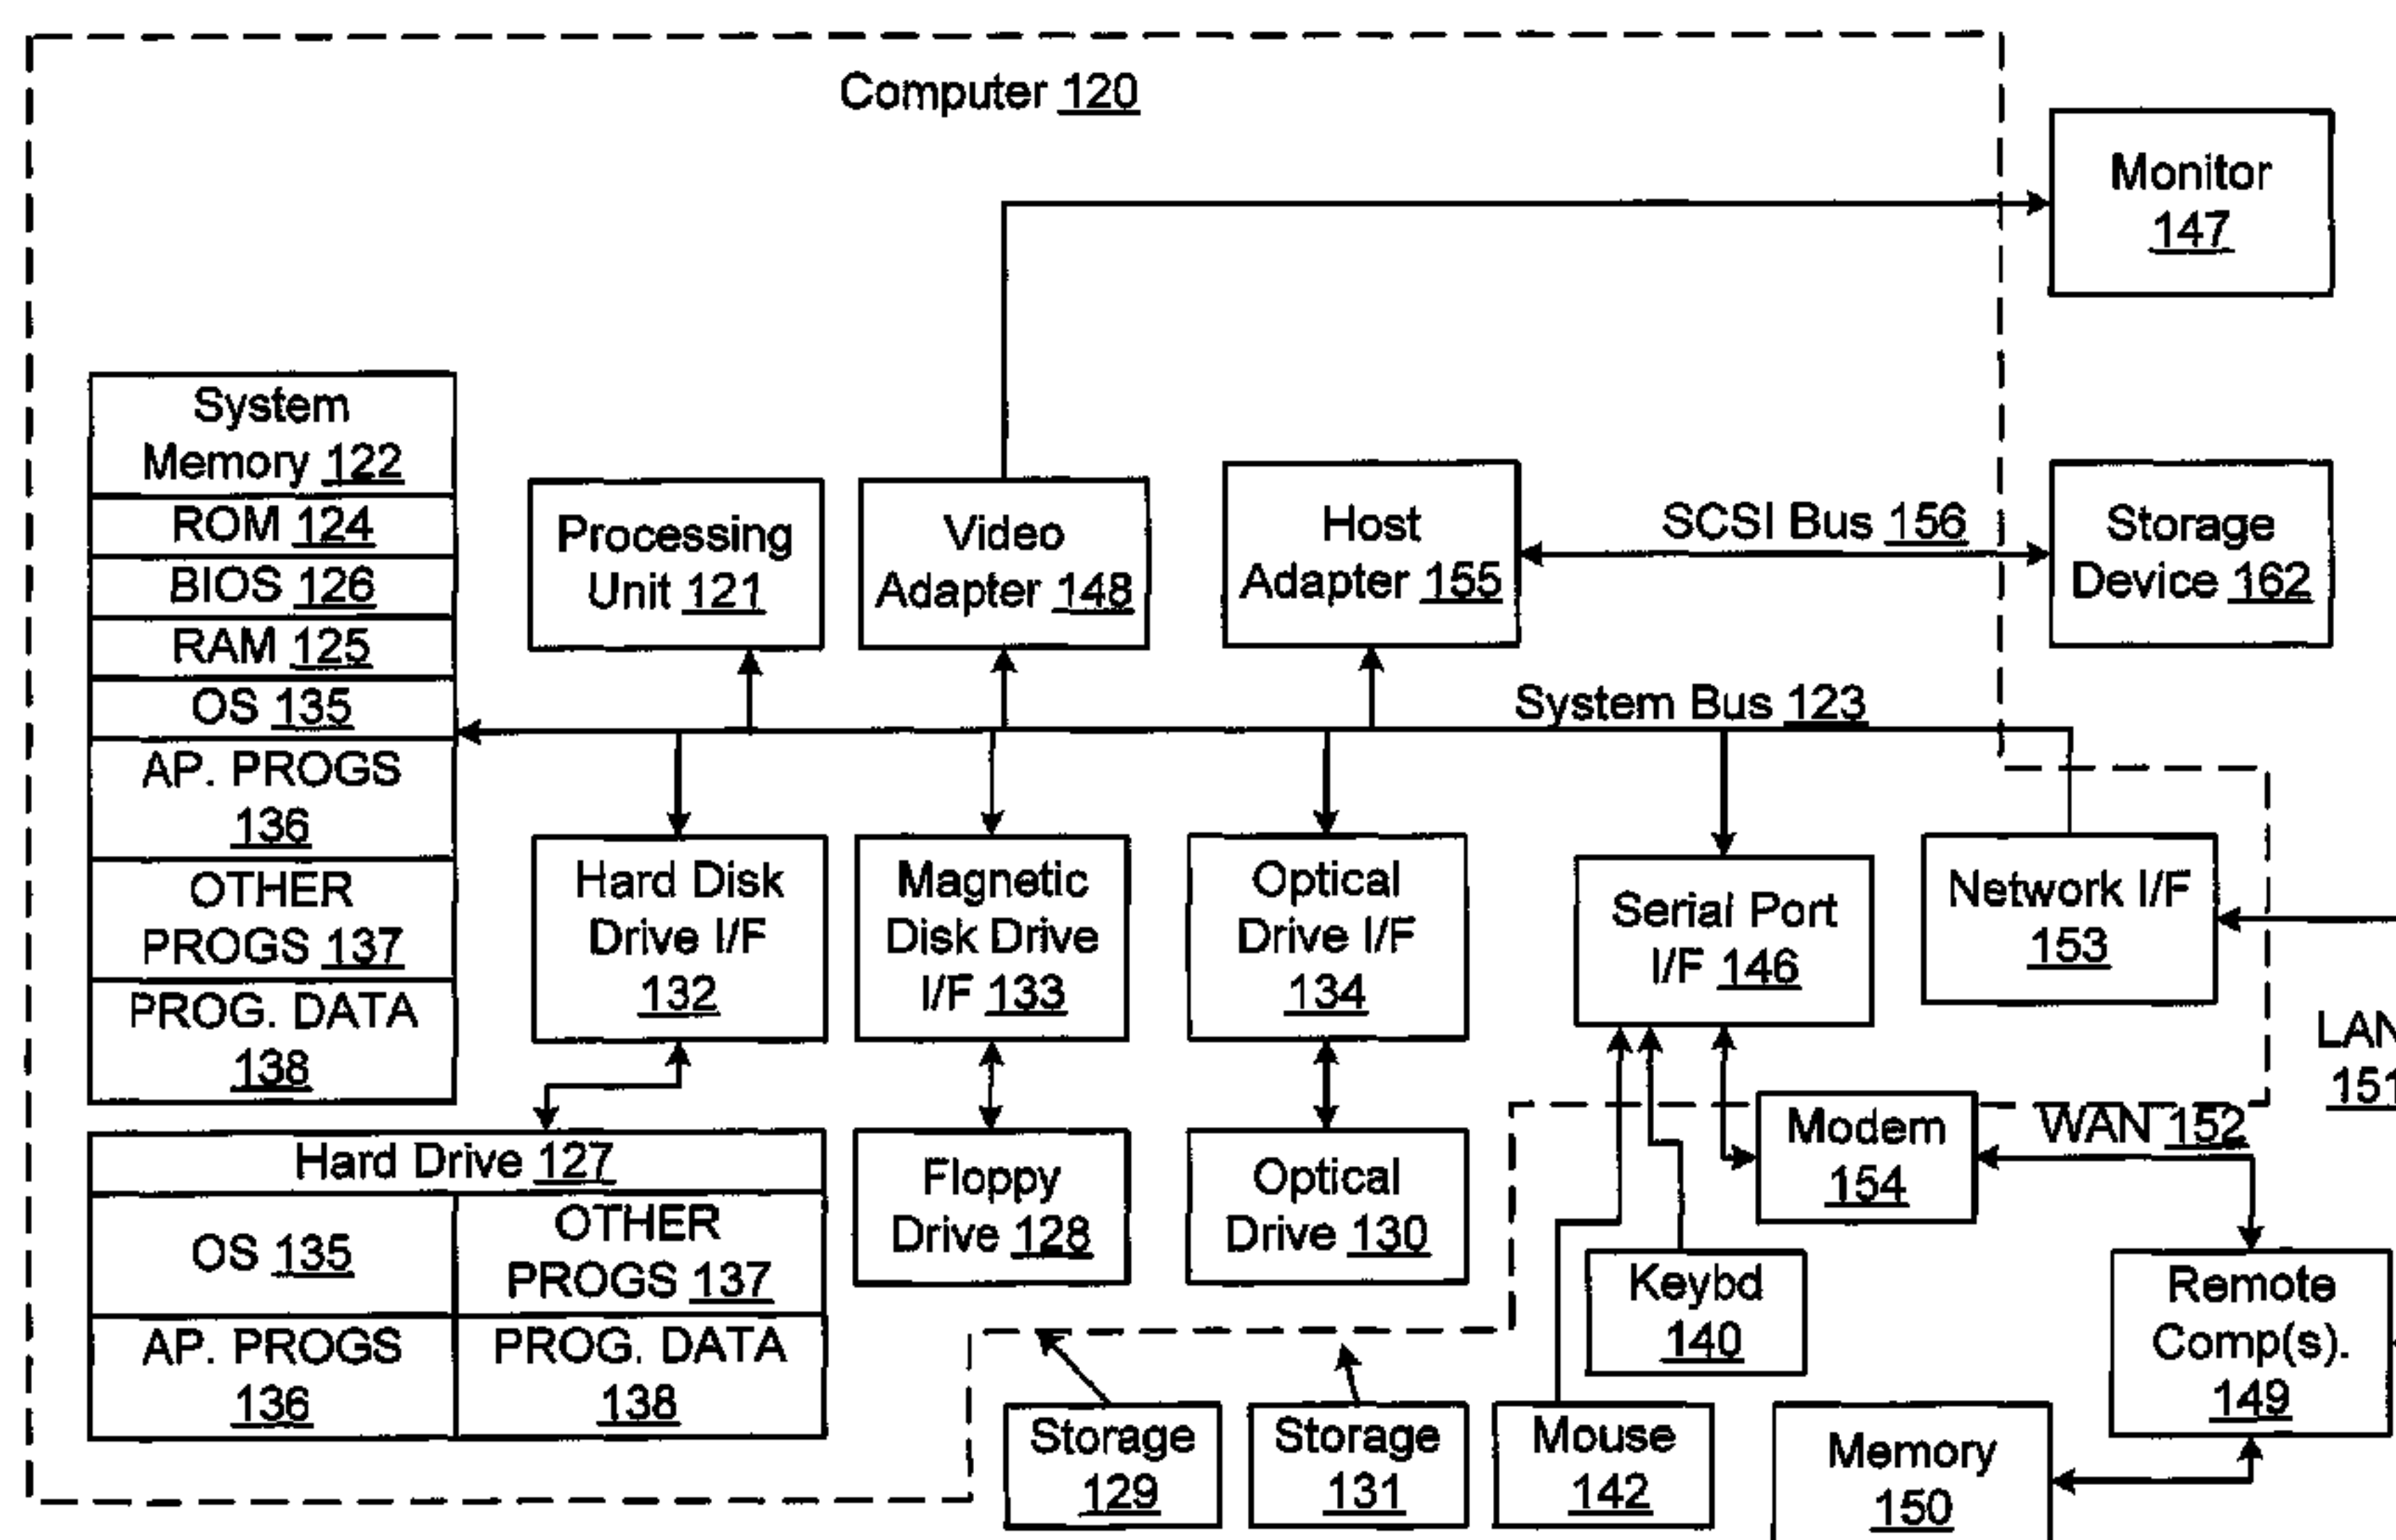 Computer 120
Monitor
147
System
Memory 122
ROM 124
BIOS 126
RAM 125
OS 135
AP. PROGS
136
OTHER
PROGS 137
PROG. DATA
138
Processing
Unit 121
Video
Adapter 148
Host
Adapter 155
SCSI Bus 156
Storage
Device 162
System Bus 123
Hard Disk
Drive I/F
132
Magnetic
Disk Drive
I/F 133
Optical
Drive I/F
134
Serial Port
I/F 146
Network I/F
153
LAN
151
Hard Drive 127
OS 135
OTHER
PROGS 137
AP. PROGS
136
PROG. DATA
138
Floppy
Drive 128
Optical
Drive 130
Modem
154
WAN 152
Keybd
140
Remote
Comp(s).
149
Storage
129
Storage
131
Mouse
142
Memory
150